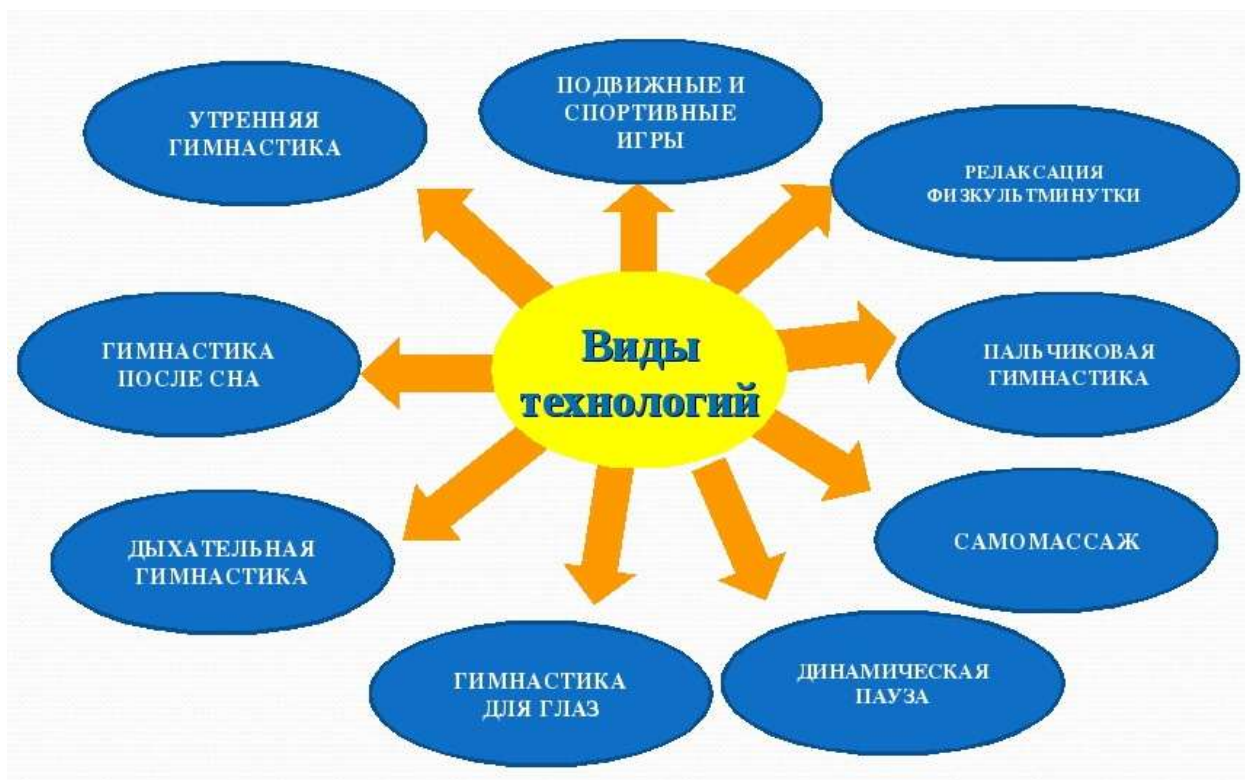 УТРЕННЯЯ
ГИМНАСТИКА
ПОДВИЖНЫЕ И
СПОРТИВНЫЕ
ИГРЫ
РЕЛАКСАЦИЯ
ФИЗКУЛЬТМИНУТКИ
ГИМНАСТИКА
ПОСЛЕ СНА
Виды
технологий
ПАЛЬЧИКОВАЯ
ГИМНАСТИКА
ДЫХАТЕЛЬНАЯ
ГИМНАСТИКА
САМОМАССАЖ
ГИМНАСТИКА
ДЛЯ ГЛАЗ
ДИНАМИЧЕСКАЯ
ПАУЗА